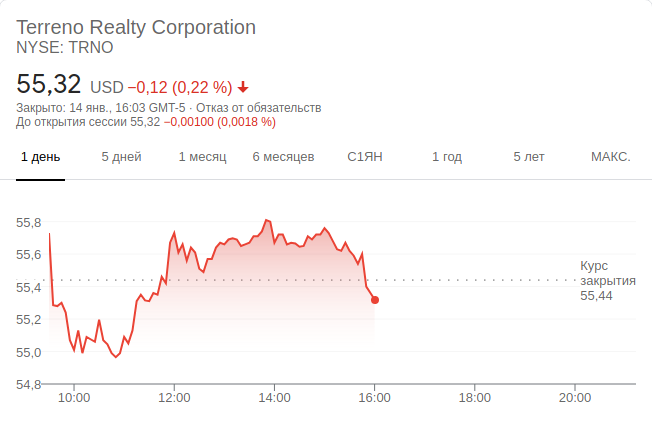 Terreno Realty Corporation
NYSE: TRNO
55,32 USD −0,12 (0,22 %)
Закрыто: 14 янв., 16:03 GMT-5 · Отказ от обязательств
До открытия сессии 55,32 −0,00100 (0,0018 %)
1 день 5 дней 1 месяц 6 месяцев С1ЯН 1 год 5 лет МАКС.
55,8
55,6
Курс
закрытия
55,44
55,4
55,2
55,0
54,8
10:00 12:00 14:00 16:00 18:00 20:00